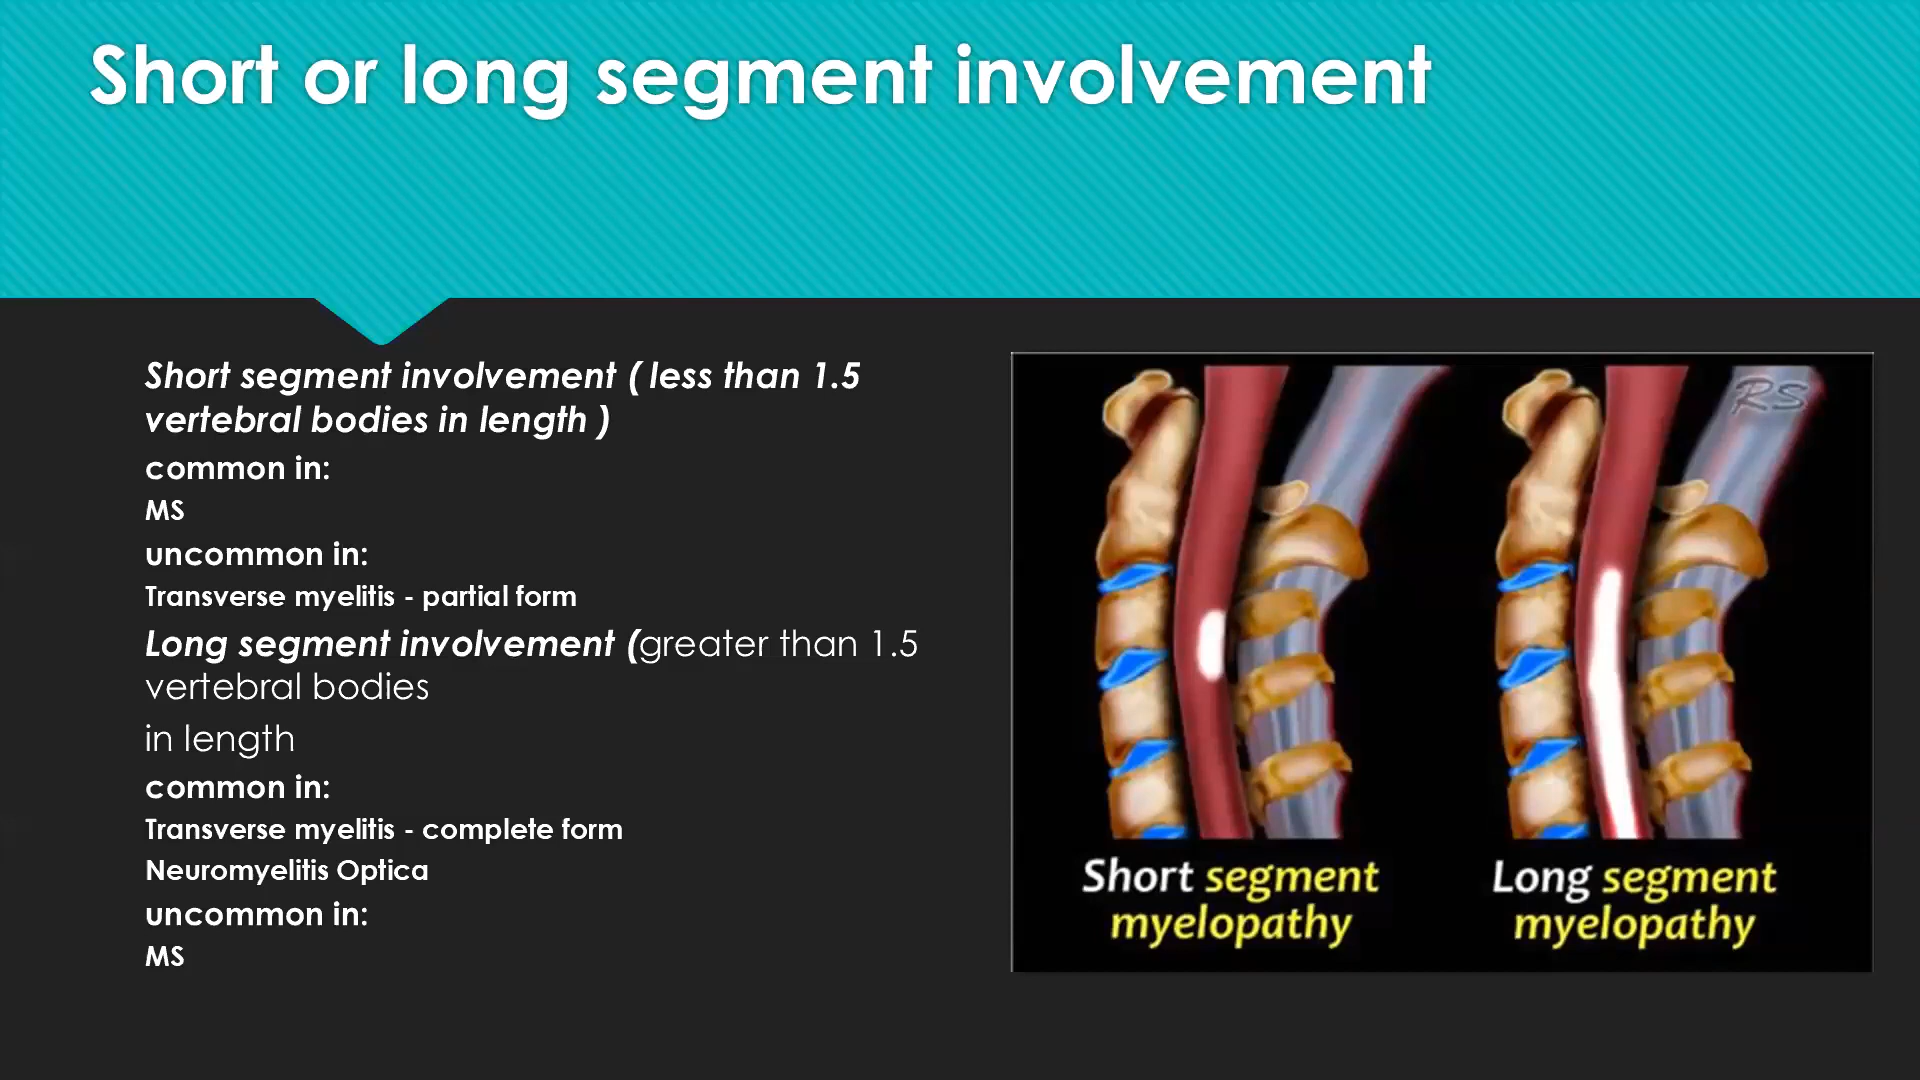 Short or long segment involvement
Short segment involvement ( less than 1.5
vertebral bodies in length )
common in:
MS
uncommon in:
Transverse myelitis - partial form
Long segment involvement (greater than 1.5
vertebral bodies
in length
common in:
Transverse myelitis - complete form
Neuromyelitis Optica
uncommon in:
MS
RS
Short segment
myelopathy
Long segment
myelopathy